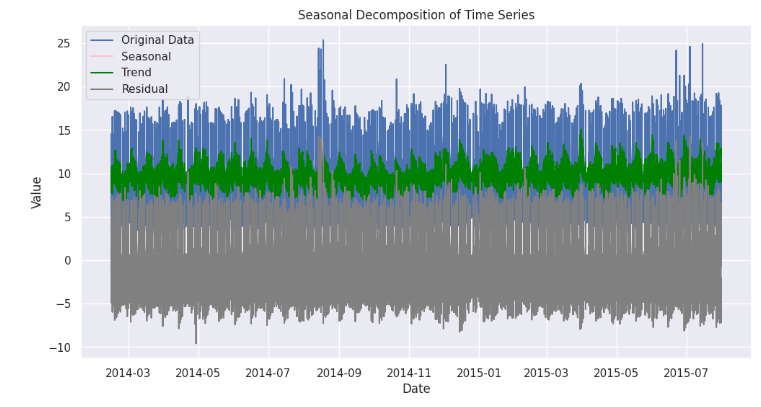 Seasonal Decomposition of Time Series
Original Data
Seasonal
Trend
Residual
25
20
15
10
5
0
−5
−10
Value
2014-03 2014-05 2014-07 2014-09 2014-11 2015-01 2015-03 2015-05 2015-07
Date